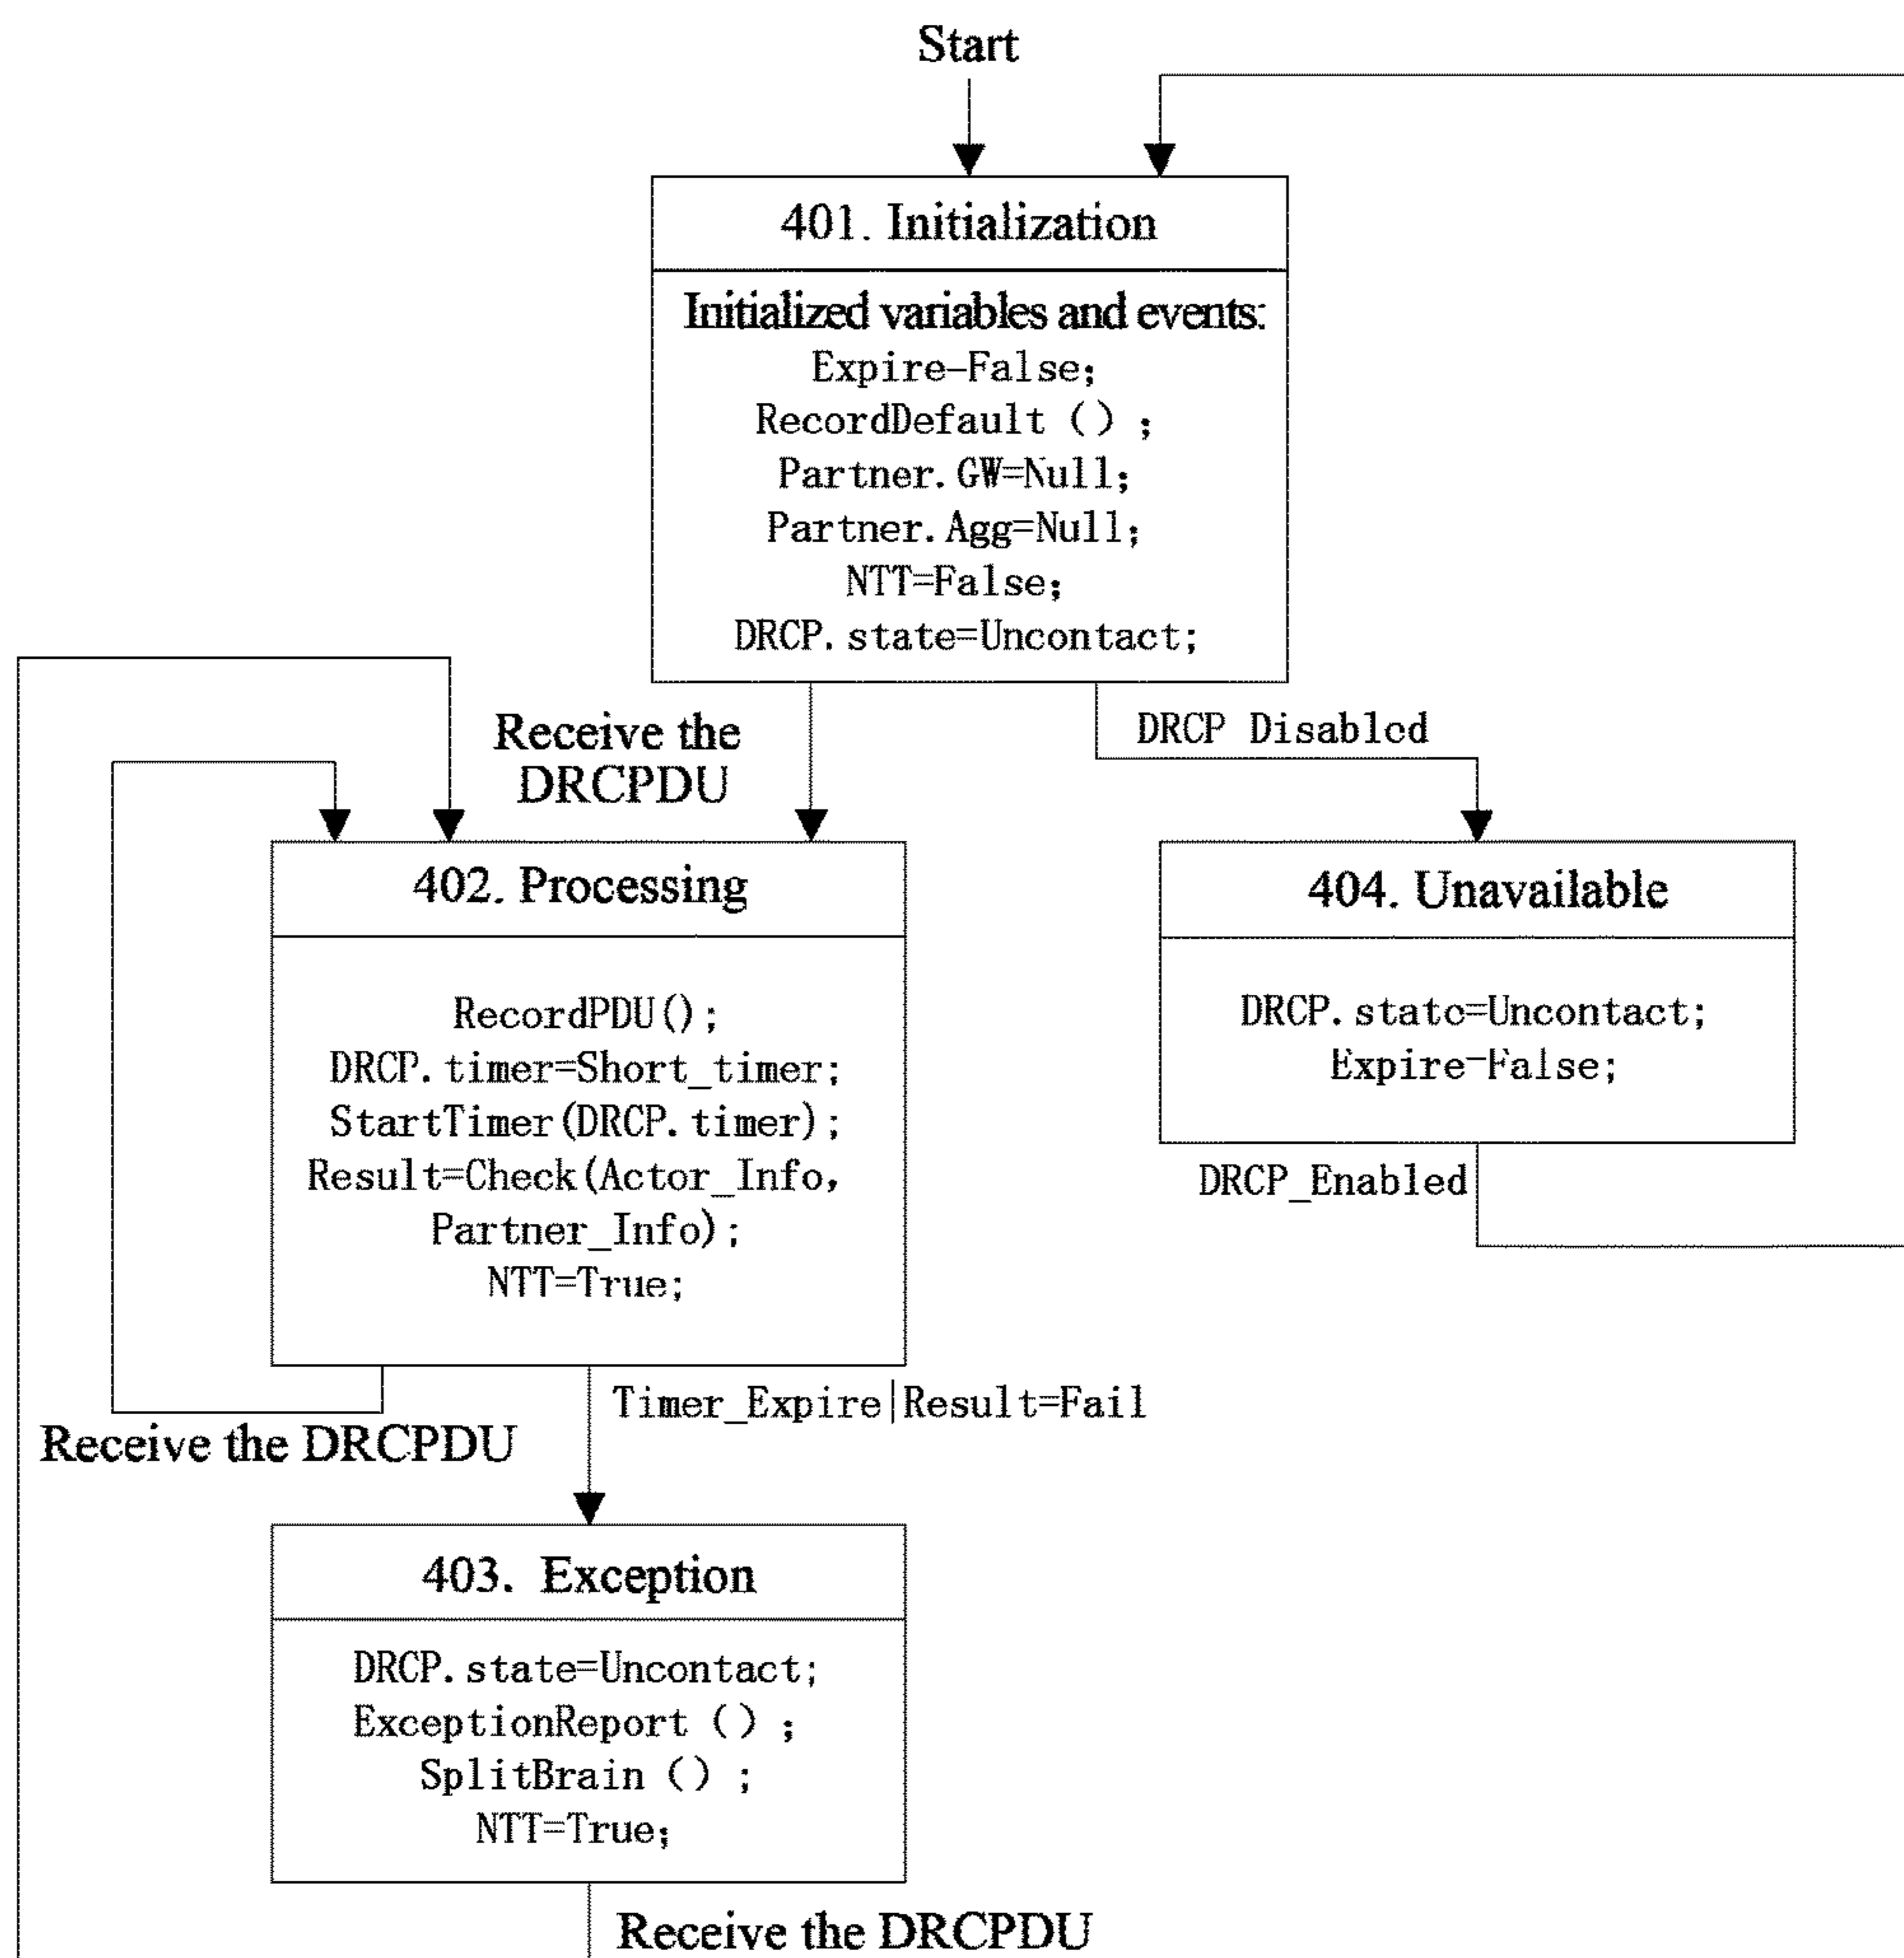 Start
401. Initialization
Initialized variables and events:
Expire-False;
RecordDefault () ;
Partner.GW=Null;
Partner.Agg=Null;
NTT=False;
DRCP.state=Uncontact;
Receive the
DRCPDU
DRCP Disabled
402. Processing
RecordPDU();
DRCP.timer=Short_timer;
StartTimer(DRCP.timer);
Result=Check(Actor_Info,
Partner_Info);
NTT=True;
404. Unavailable
DRCP.state=Uncontact;
Expire=False;
DRCP_Enabled
Timer_Expire|Result=Fail
Receive the DRCPDU
403. Exception
DRCP.state=Uncontact;
ExceptionReport () ;
SplitBrain () ;
NTT=True;
Receive the DRCPDU